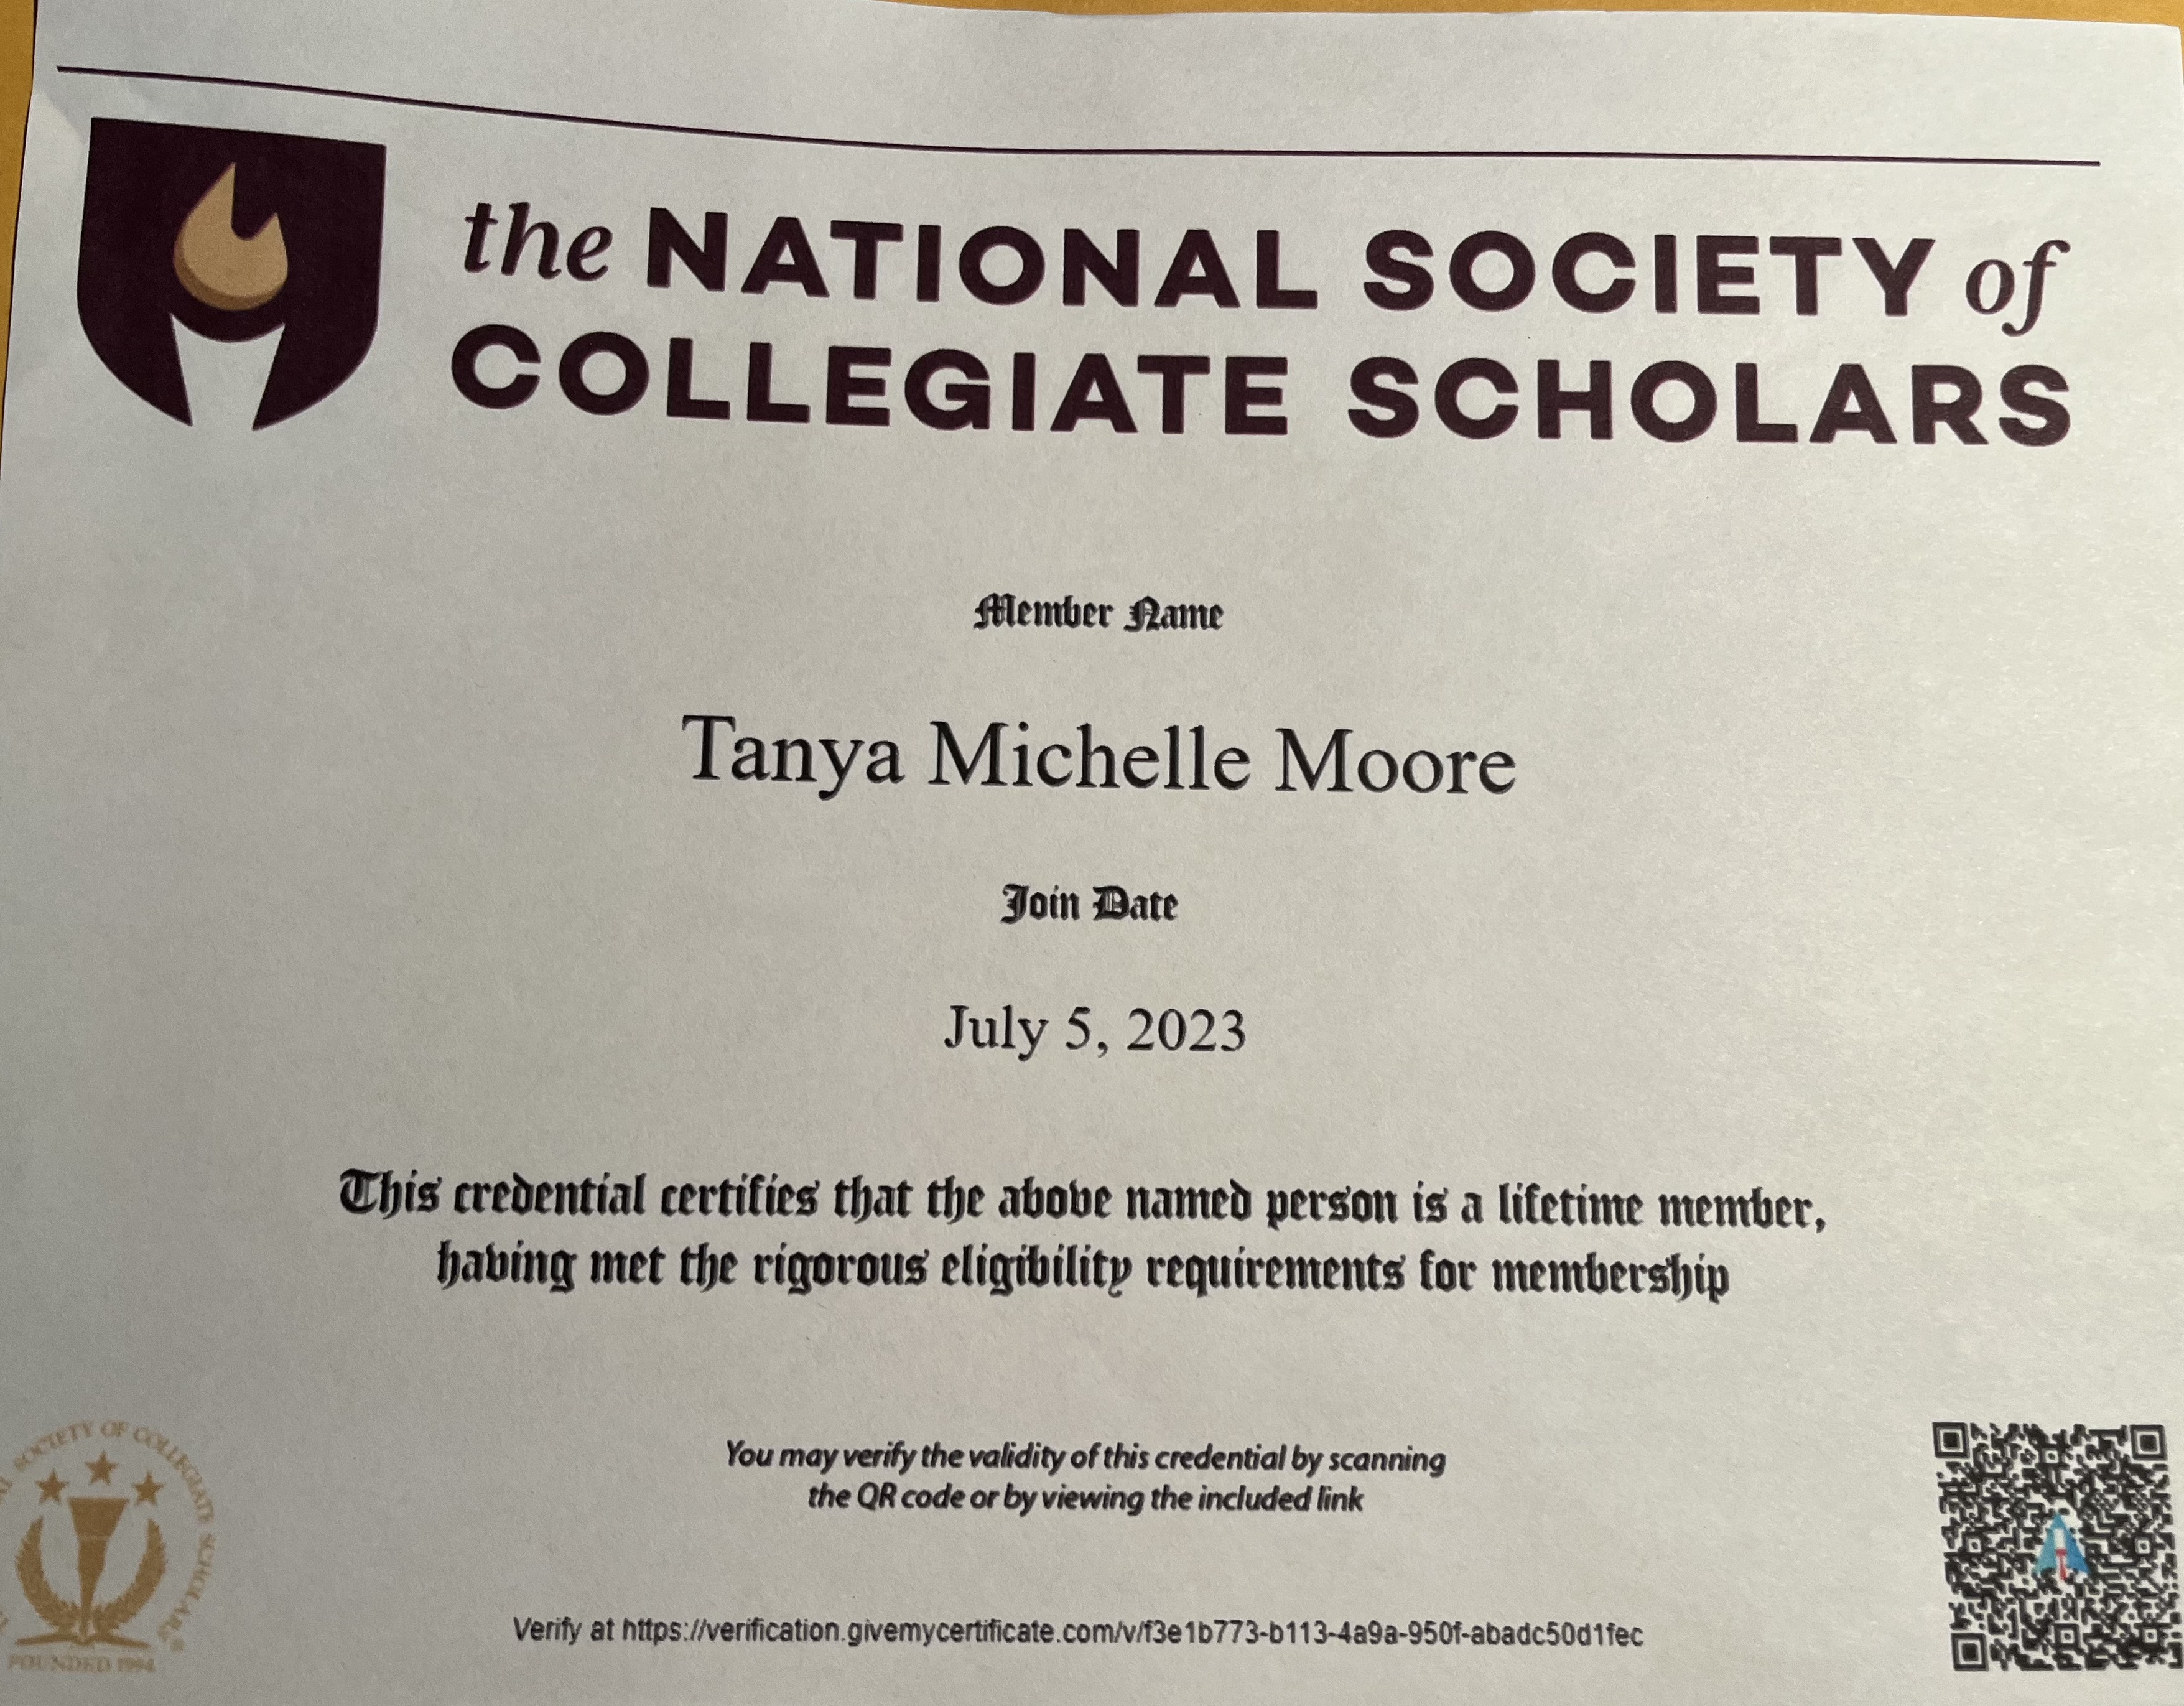 the NATIONAL SOCIETY of
COLLEGIATE SCHOLARS
Member Name
Tanya Michelle Moore
Join Date
July 5, 2023
This credential certifies that the above named person is a lifetime member,
having met the rigorous eligibility requirements for membership
You may verify the validity of this credential by scanning
the QR code or by viewing the included link
Verify at https://verification.givemycertificate.com/v/f3e1b773-b113-4a9a-950f-abadc50d1fec
SOCIETY OF COLLEGIATE SCHOLARS®
FOUNDED 1994